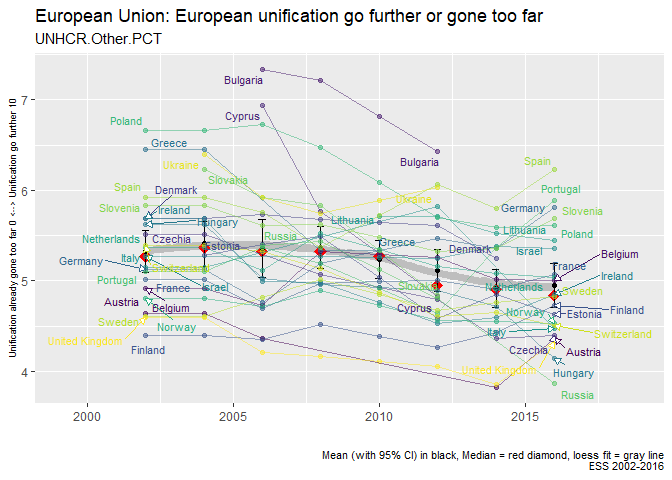 European Union: European unification go further or gone too far
UNHCR.Other.PCT
Unification already gone too far 0 <--> Unification go further 10
7
6
5
4
Bulgaria
Cyprus
Poland
Greece
Ukraine
Slovakia
Spain
Denmark
Slovenia
Ireland
Hungary
Netherlands
Czechia
Estonia
Russia
Germany
Italy
Portugal
France
Israel
Austria
Belgium
Sweden
Norway
United Kingdom
Finland
Bulgaria
Ukraine
Lithuania
Greece
Slovakia
Cyprus
Spain
Portugal
Germany
Slovenia
Lithuania
Poland
Denmark
Israel
Belgium
France
Ireland
Netherlands
Sweden
Finland
Norway
Estonia
Italy
Switzerland
Czechia
Austria
United Kingdom
Hungary
Russia
2000
2005
2010
2015
Mean (with 95% CI) in black, Median = red diamond, loess fit = gray line
ESS 2002-2016